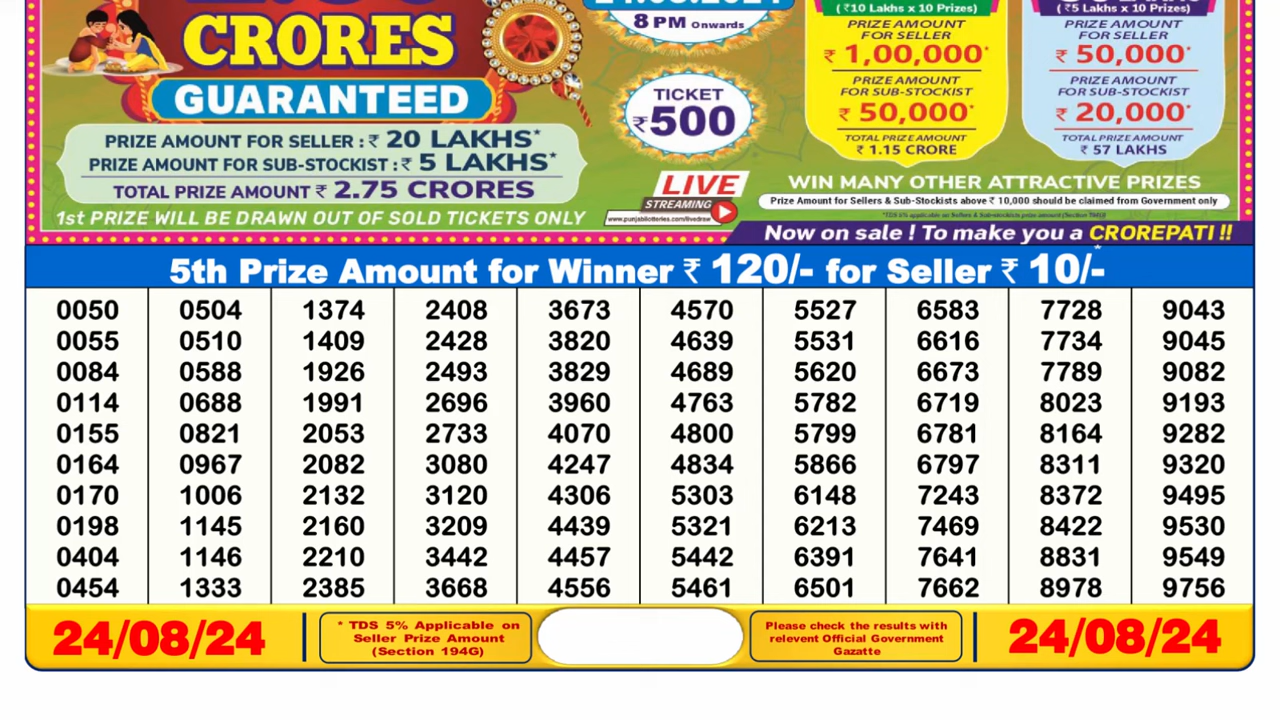 CRORES
GUARANTEED
PRIZE AMOUNT FOR SELLER : ₹ 20 LAKHS*
PRIZE AMOUNT FOR SUB-STOCKIST : ₹ 5 LAKHS*
TOTAL PRIZE AMOUNT ₹ 2.75 CRORES
1st PRIZE WILL BE DRAWN OUT OF SOLD TICKETS ONLY
8 PM Onwards
TICKET
₹500
LIVE
STREAMING
www.punjablotteries.com/livedraw
(₹10 Lakhs x 10 Prizes)
PRIZE AMOUNT
FOR SELLER
₹ 1,00,000*
PRIZE AMOUNT
FOR SUB-STOCKIST
₹ 50,000*
TOTAL PRIZE AMOUNT
₹ 1.15 CRORE
(₹5 Lakhs x 10 Prizes)
PRIZE AMOUNT
FOR SELLER
₹ 50,000*
PRIZE AMOUNT
FOR SUB-STOCKIST
₹ 20,000*
TOTAL PRIZE AMOUNT
₹ 57 LAKHS
WIN MANY OTHER ATTRACTIVE PRIZES
Prize Amount for Sellers & Sub-Stockists above ₹ 10,000 should be claimed from Government only
Now on sale ! To make you a CROREPATI !!
5th Prize Amount for Winner ₹ 120/- for Seller ₹ 10/-*
0050 0504 1374 2408 3673 4570 5527 6583 7728 9043
0055 0510 1409 2428 3820 4639 5531 6616 7734 9045
0084 0588 1926 2493 3829 4689 5620 6673 7789 9082
0114 0688 1991 2696 3960 4763 5782 6719 8023 9193
0155 0821 2053 2733 4070 4800 5799 6781 8164 9282
0164 0967 2082 3080 4247 4834 5866 6797 8311 9320
0170 1006 2132 3120 4306 5303 6148 7243 8372 9495
0198 1145 2160 3209 4439 5321 6213 7469 8422 9530
0404 1146 2210 3442 4457 5442 6391 7641 8831 9549
0454 1333 2385 3668 4556 5461 6501 7662 8978 9756
24/08/24
* TDS 5% Applicable on
Seller Prize Amount
(Section 194G)
Please check the results with
relevent Official Government
Gazatte
24/08/24